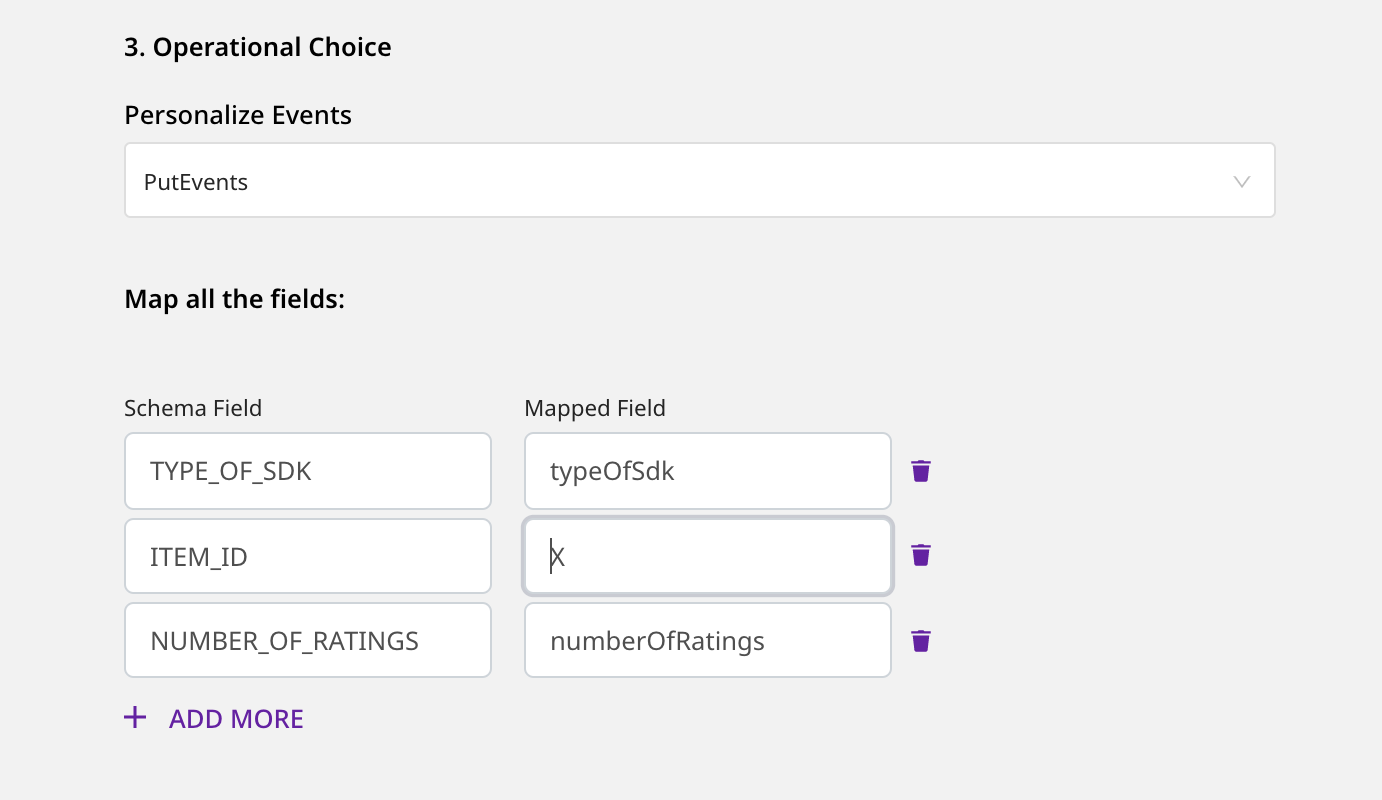 3. Operational Choice
Personalize Events
PutEvents
Map all the fields:
Schema Field Mapped Field
TYPE_OF_SDK typeOfSdk
ITEM_ID X
NUMBER_OF_RATINGS numberOfRatings
+ ADD MORE